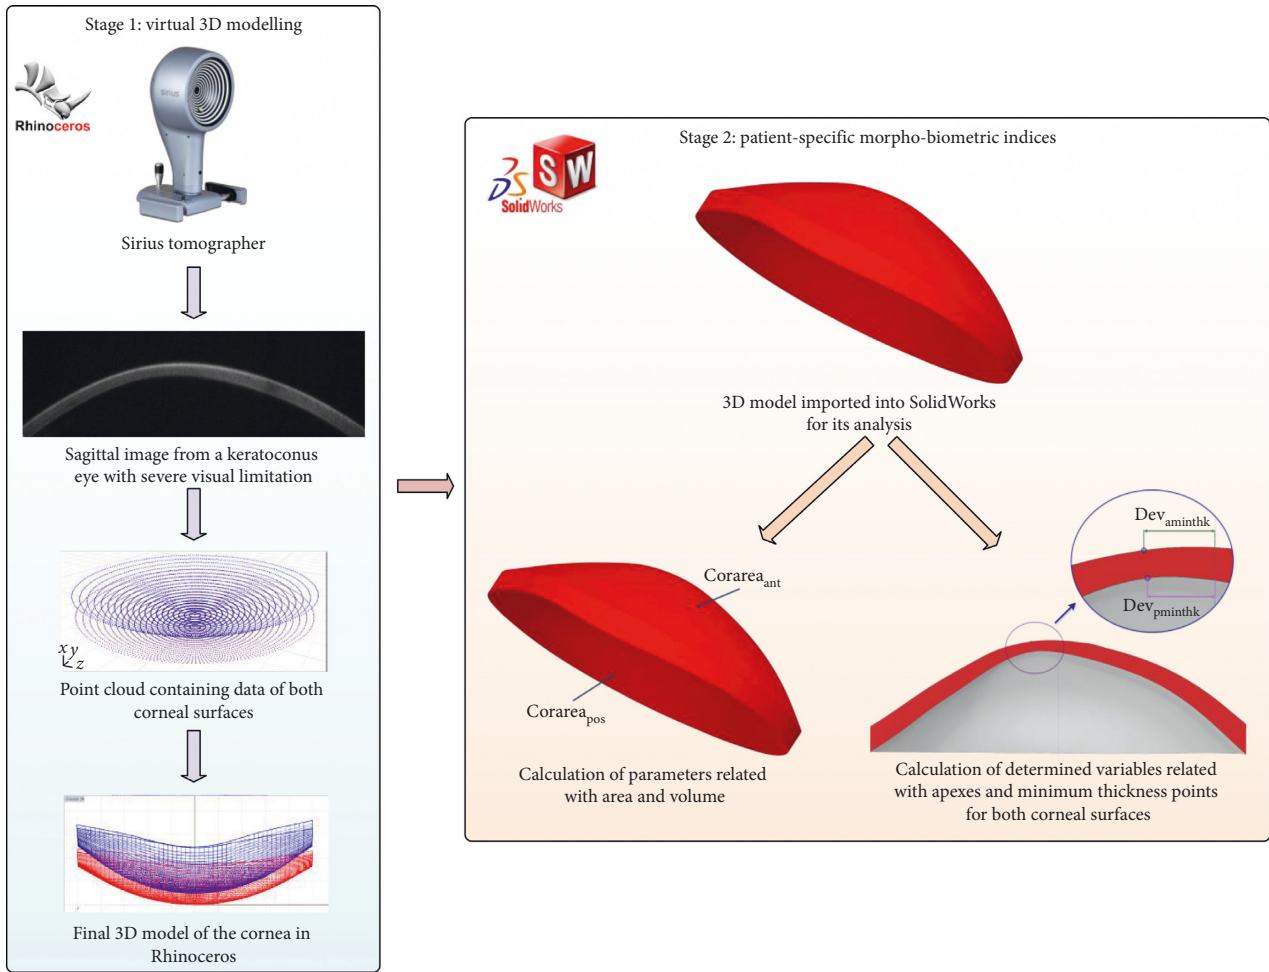 Stage 1: virtual 3D modelling
Rhinoceros
sirius
Sirius tomographer
Sagittal image from a keratoconus
eye with severe visual limitation
x y
z
Point cloud containing data of both
corneal surfaces
Final 3D model of the cornea in
Rhinoceros
Stage 2: patient-specific morpho-biometric indices
SW
SolidWorks
3D model imported into SolidWorks
for its analysis
Corarea_ant
Corarea_pos
Calculation of parameters related
with area and volume
Dev_aminthk
Dev_pminthk
Calculation of determined variables related
with apexes and minimum thickness points
for both corneal surfaces